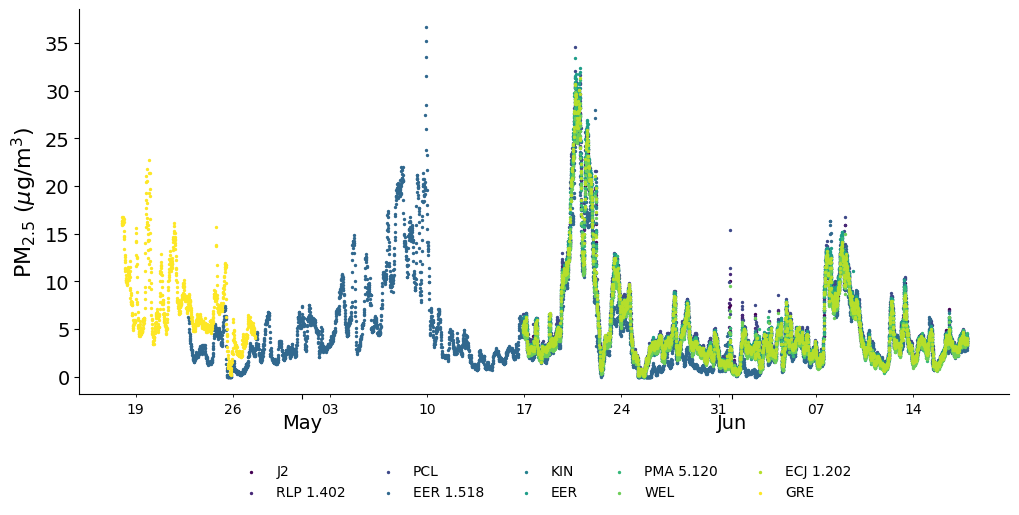 35
30
25
20
15
10
5
0
PM2.5 (μg/m³)
19 26 03 10 17 24 31 07 14
May Jun
J2 PCL KIN PMA 5.120 ECJ 1.202
RLP 1.402 EER 1.518 EER WEL GRE